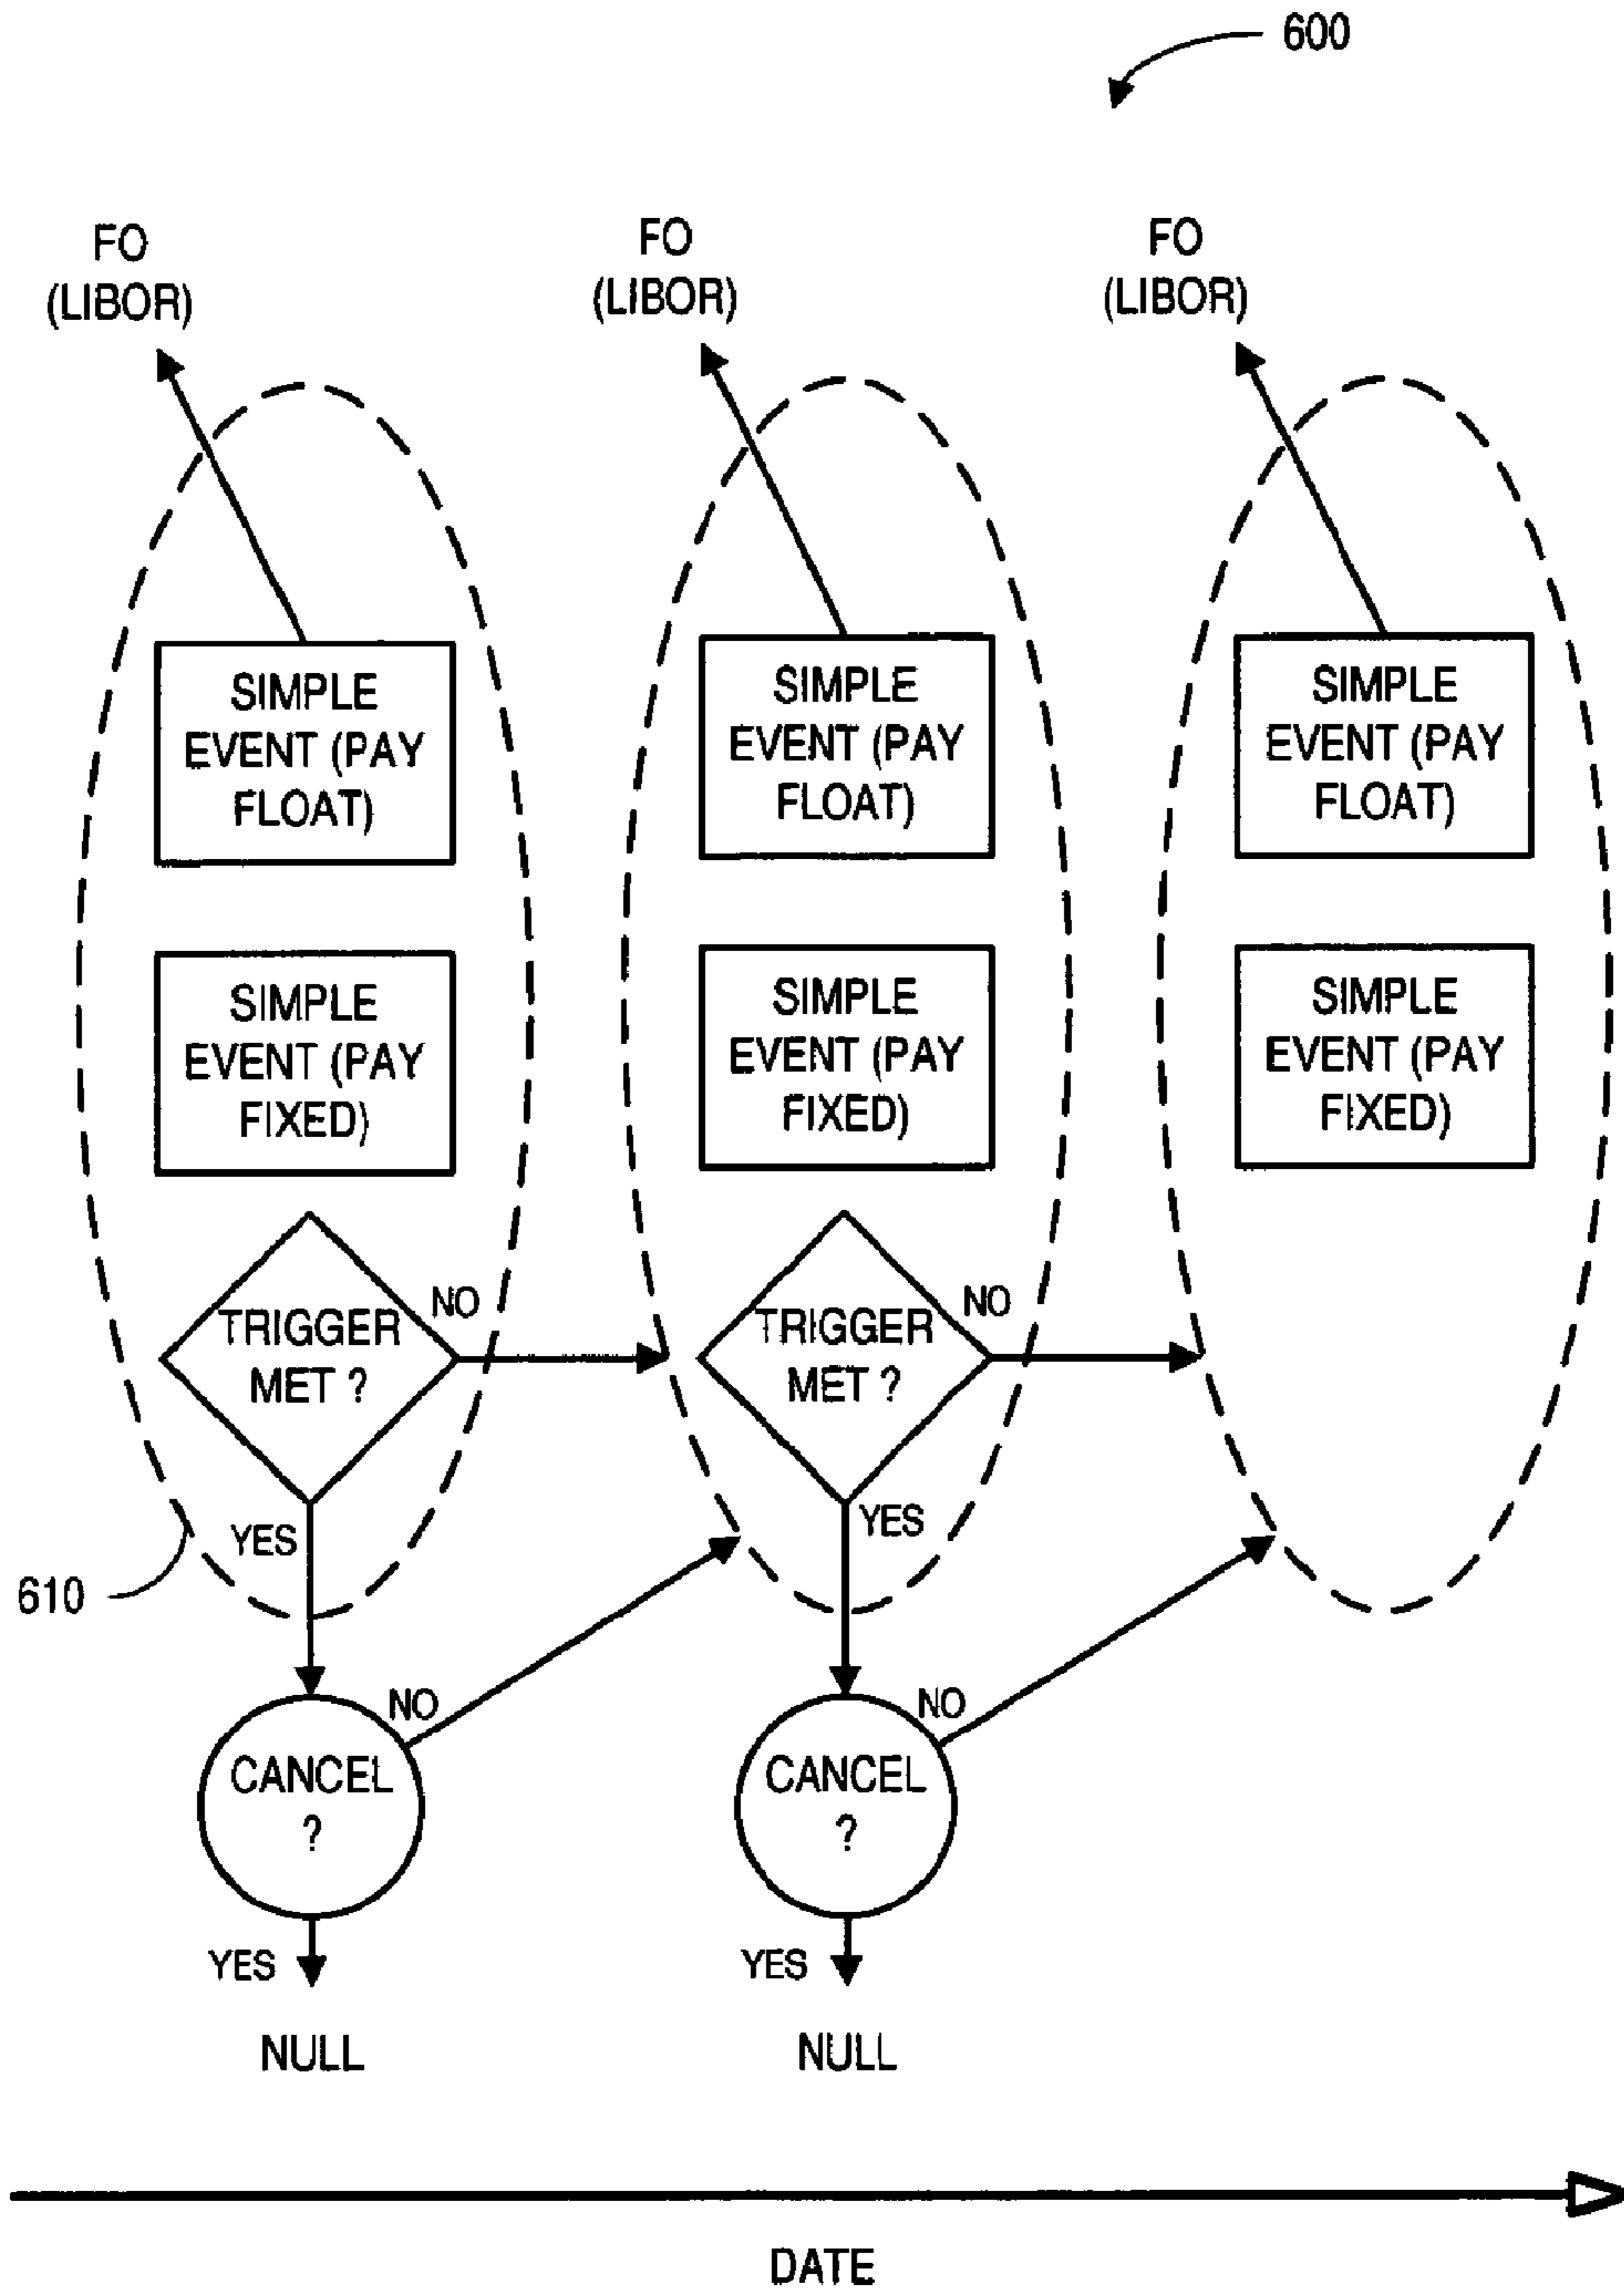 600
FO
(LIBOR)
FO
(LIBOR)
FO
(LIBOR)
SIMPLE
EVENT (PAY
FLOAT)
SIMPLE
EVENT (PAY
FLOAT)
SIMPLE
EVENT (PAY
FLOAT)
SIMPLE
EVENT (PAY
FIXED)
SIMPLE
EVENT (PAY
FIXED)
SIMPLE
EVENT (PAY
FIXED)
TRIGGER
MET ?
NO
TRIGGER
MET ?
NO
YES
YES
610
CANCEL
?
NO
CANCEL
?
NO
YES
YES
NULL
NULL
DATE